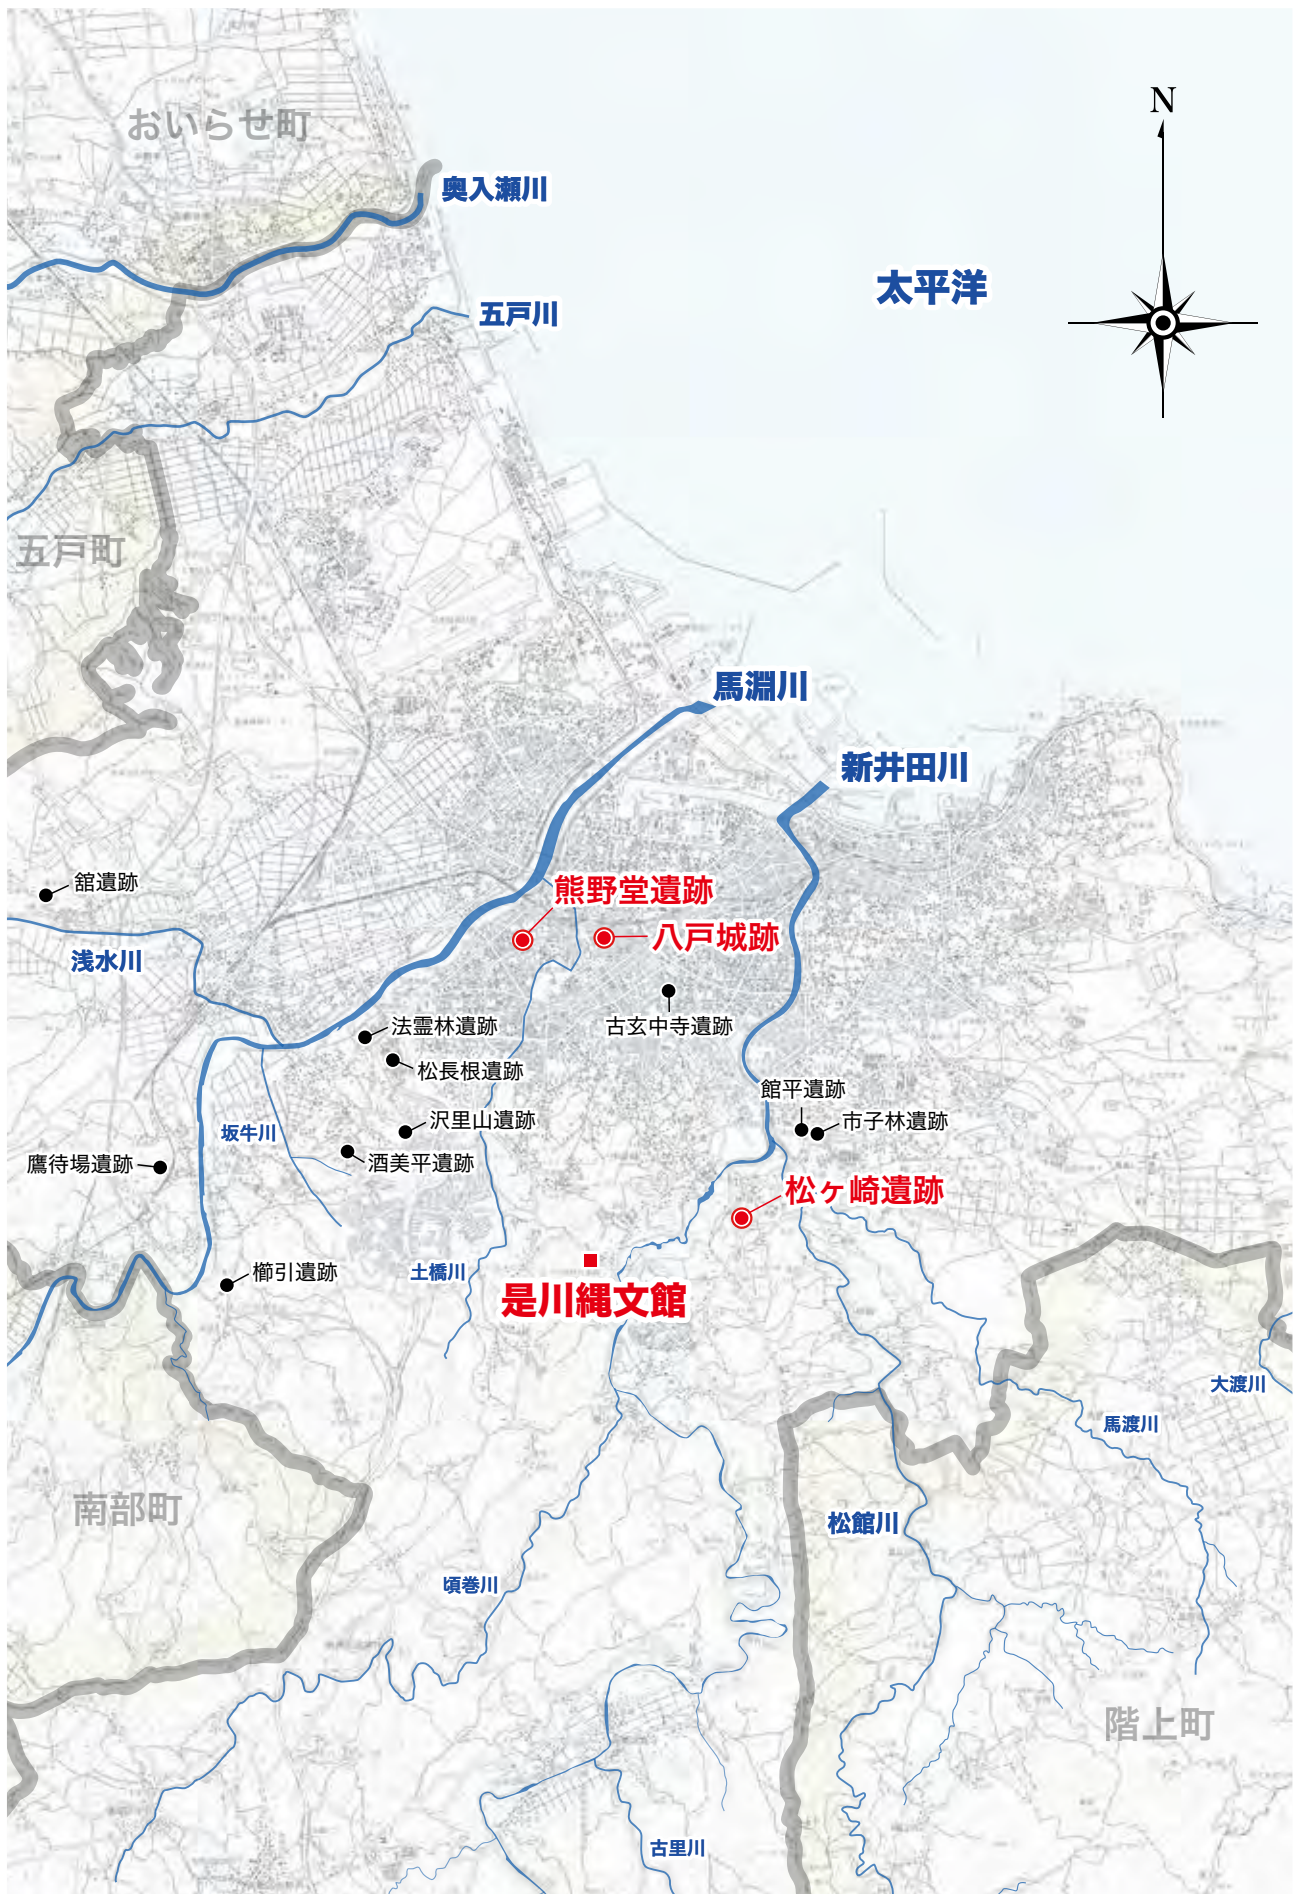 N
おいらせ町
奥入瀬川
太平洋
五戸川
五戸町
馬淵川
新井田川
舘遺跡
熊野堂遺跡
八戸城跡
浅水川
法霊林遺跡
古玄中寺遺跡
松長根遺跡
館平遺跡
沢里山遺跡
市子林遺跡
坂牛川
鷹待場遺跡
酒美平遺跡
松ヶ崎遺跡
櫛引遺跡
土橋川
是川縄文館
大渡川
馬渡川
南部町
松館川
頃巻川
階上町
古里川